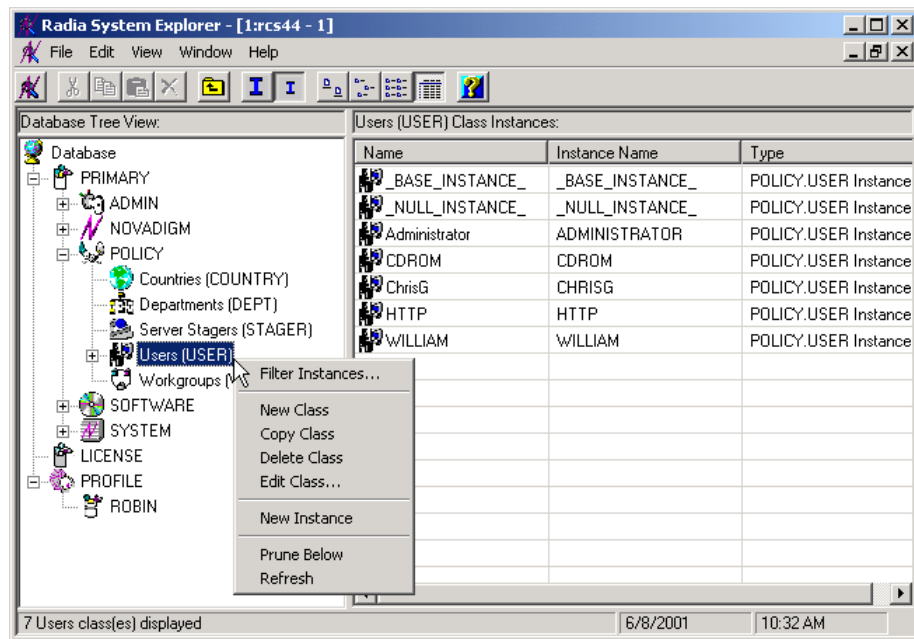 Radia System Explorer - [1:rcs44 - 1]
File Edit View Window Help
Database Tree View:
Users (USER) Class Instances:
Database
PRIMARY
ADMIN
NOVADIGM
POLICY
Countries (COUNTRY)
Departments (DEPT)
Server Stagers (STAGER)
Users (USER)
Workgroups (
SOFTWARE
SYSTEM
LICENSE
PROFILE
ROBIN
Filter Instances...
New Class
Copy Class
Delete Class
Edit Class...
New Instance
Prune Below
Refresh
Name Instance Name Type
_BASE_INSTANCE_ _BASE_INSTANCE_ POLICY.USER Instance
_NULL_INSTANCE_ _NULL_INSTANCE_ POLICY.USER Instance
Administrator ADMINISTRATOR POLICY.USER Instance
CDROM CDROM POLICY.USER Instance
ChrisG CHRISG POLICY.USER Instance
HTTP HTTP POLICY.USER Instance
WILLIAM WILLIAM POLICY.USER Instance
7 Users class(es) displayed 6/8/2001 10:32 AM